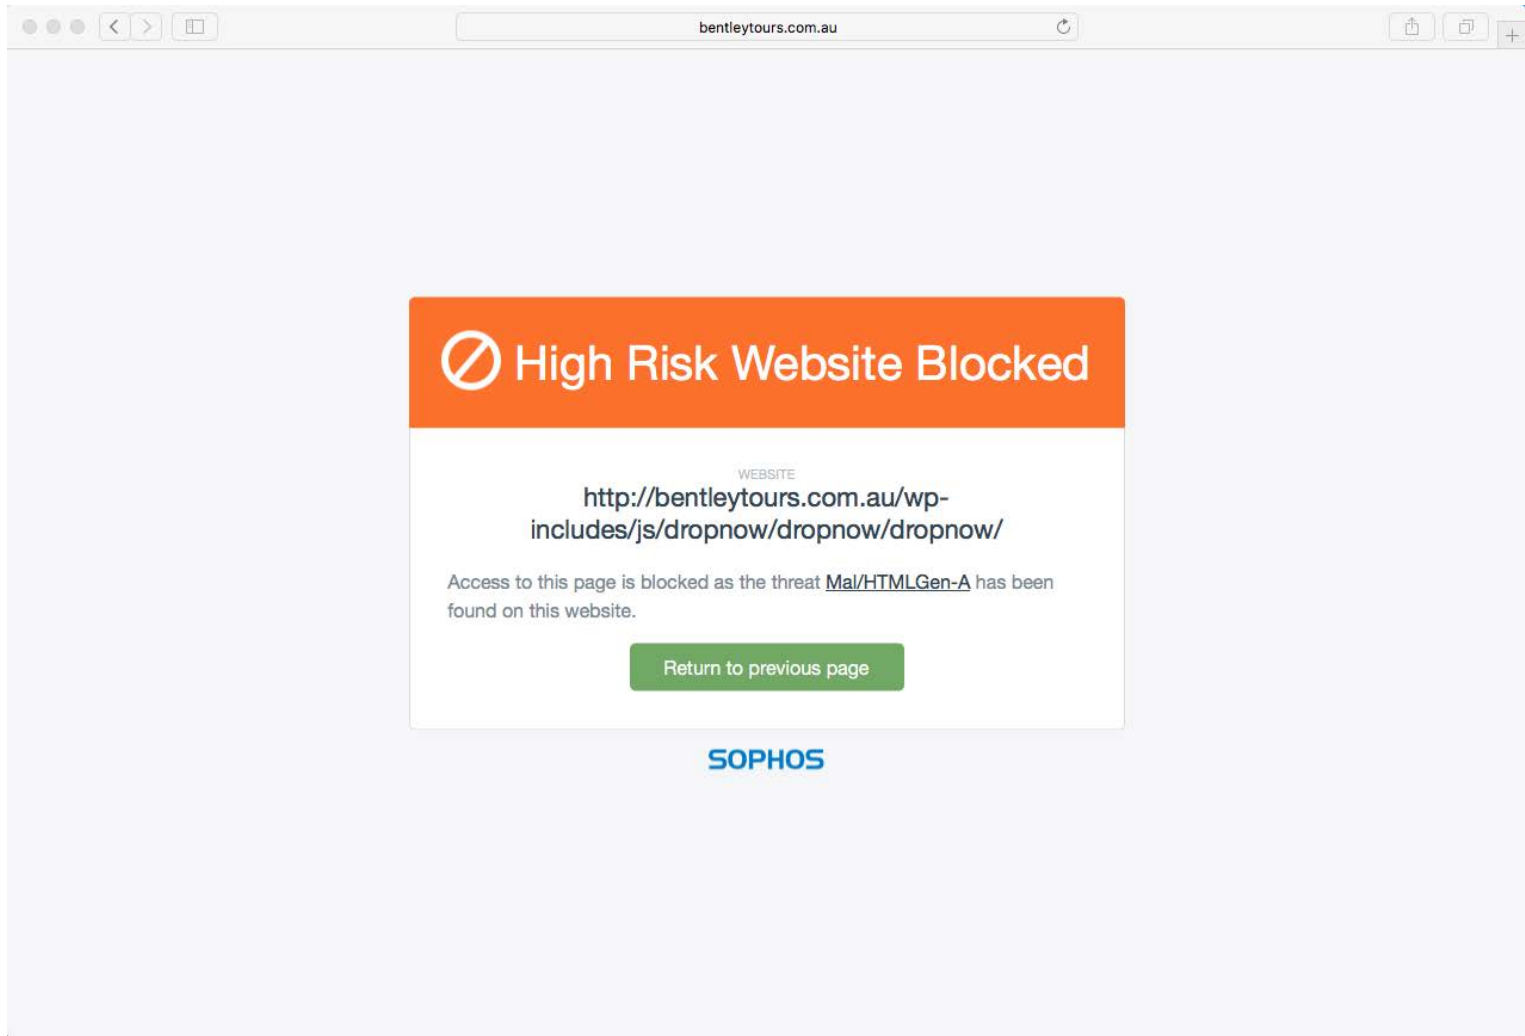 bentleytours.com.au
High Risk Website Blocked
WEBSITE
http://bentleytours.com.au/wp-
includes/js/dropnow/dropnow/dropnow/
Access to this page is blocked as the threat Mal/HTMLGen-A has been
found on this website.
Return to previous page
SOPHOS